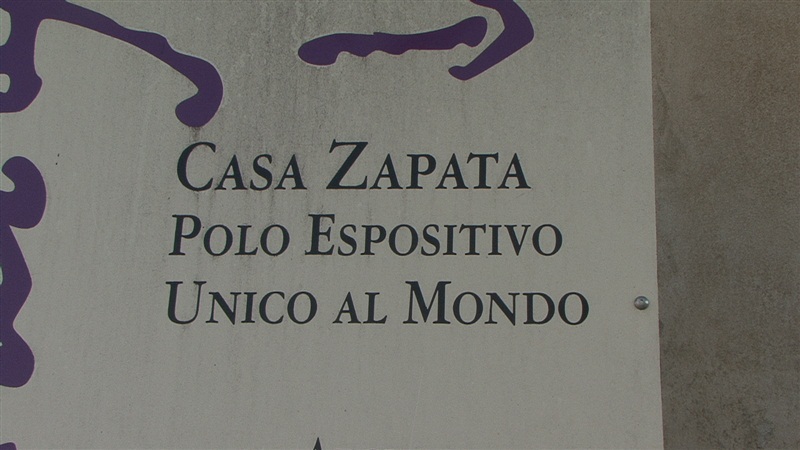 CASA ZAPATA
POLO ESPOSITIVO
UNICO AL MONDO